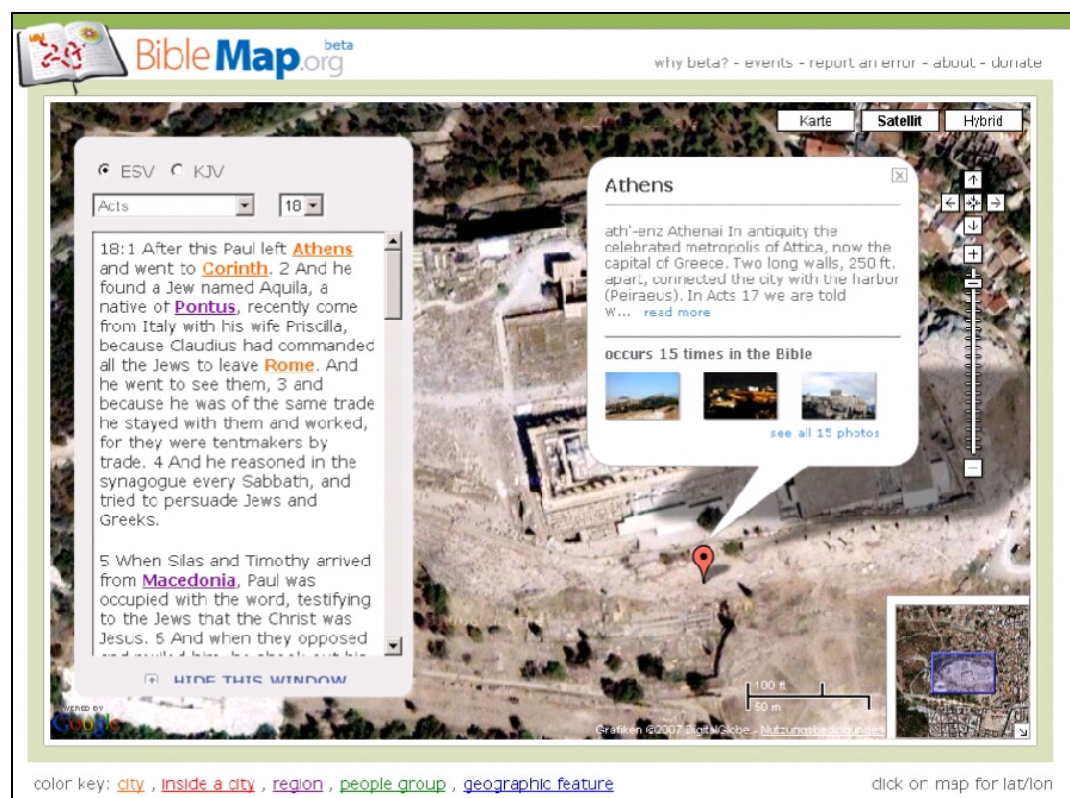 Bible Map.org beta
why beta? - events - report an error - about - donate
Karte Satellit Hybrid
ESV KJV
Acts 18
18:1 After this Paul left Athens
and went to Corinth. 2 And he
found a Jew named Aquila, a
native of Pontus, recently come
from Italy with his wife Priscilla,
because Claudius had commanded
all the Jews to leave Rome. And
he went to see them, 3 and
because he was of the same trade
he stayed with them and worked,
for they were tentmakers by
trade. 4 And he reasoned in the
synagogue every Sabbath, and
tried to persuade Jews and
Greeks.
5 When Silas and Timothy arrived
from Macedonia, Paul was
occupied with the word, testifying
to the Jews that the Christ was
Jesus. 6 And when they opposed
HIDE THIS WINDOW
Athens
ath'-enz Athenai In antiquity the
celebrated metropolis of Attica, now the
capital of Greece. Two long walls, 250 ft.
apart, connected the city with the harbor
(Peiraeus). In Acts 17 we are told
w... read more
occurs 15 times in the Bible
see all 15 photos
100 ft
50 m
POWERED BY
Google
Grafiken ©2007 DigitalGlobe - Nutzungsbedingungen
color key: city , inside a city , region , people group , geographic feature
click on map for lat/lon